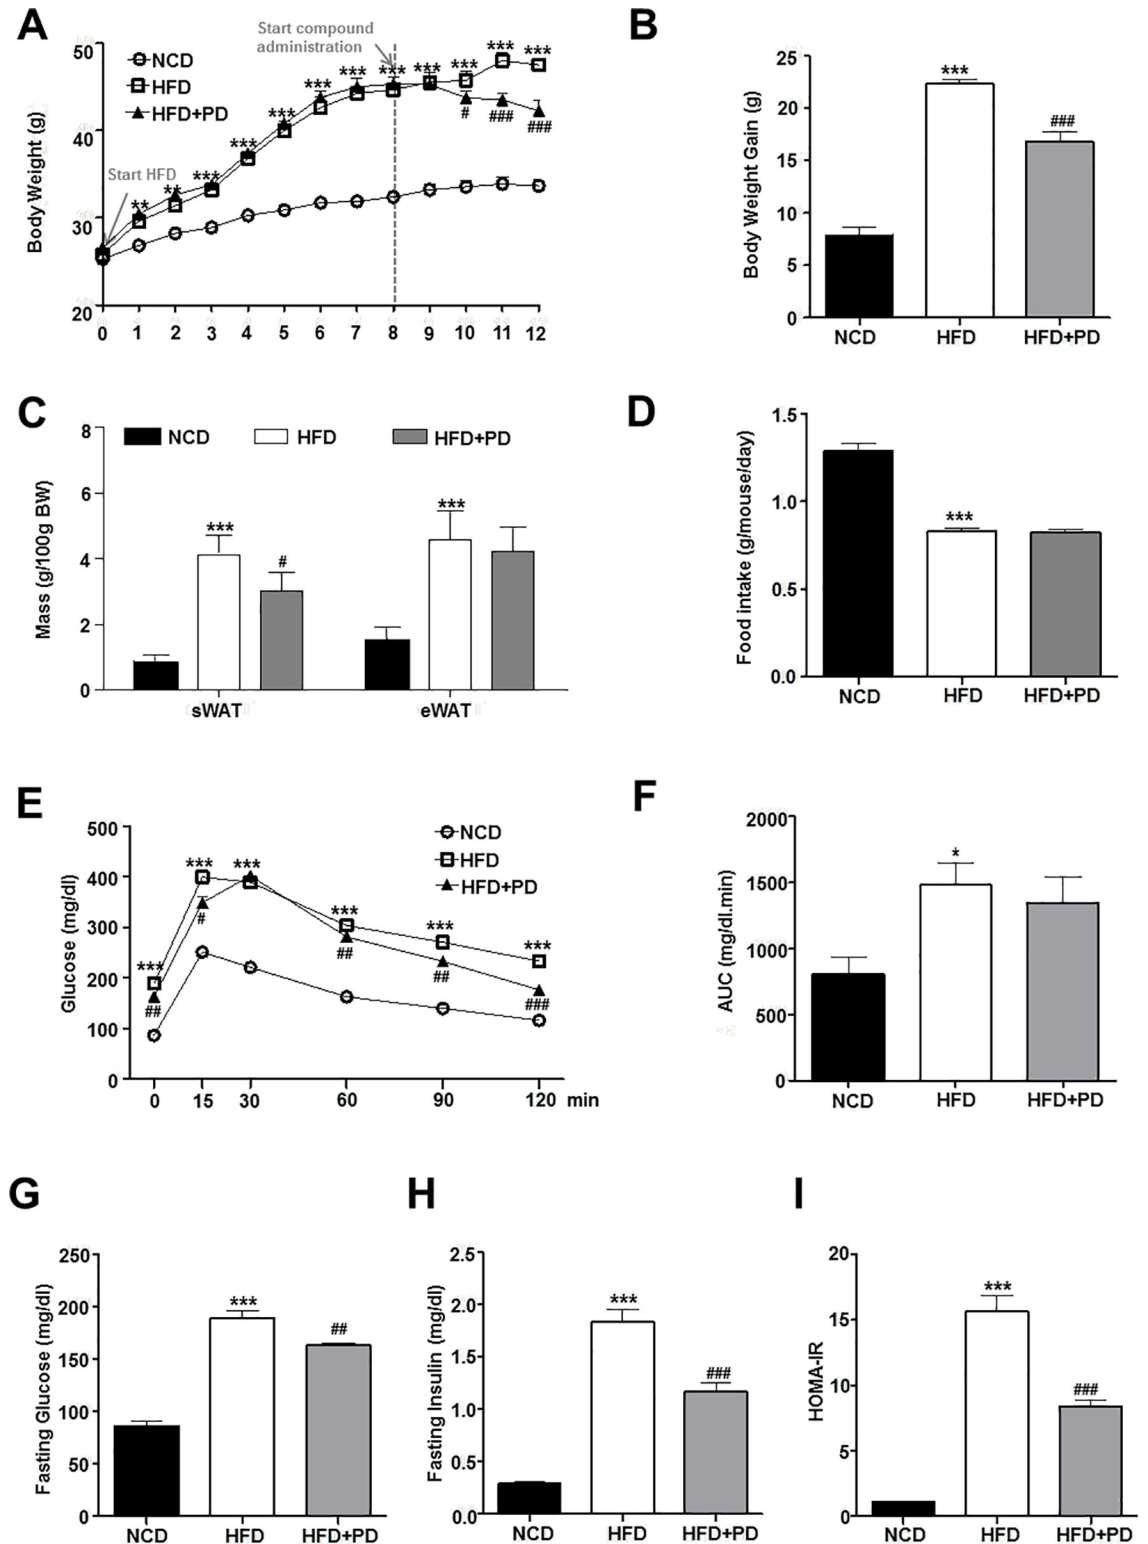 A
Start compound
administration
50
NCD
HFD
HFD+PD
*** *** *** *** *** *** ***
# ### ###
40
***
***
Start HFD
** ** ***
30
20
Body Weight (g)
0 1 2 3 4 5 6 7 8 9 10 11 12
B
25
20
15
10
5
0
Body Weight Gain (g)
***
###
NCD HFD HFD+PD
C
8
6
4
2
0
Mass (g/100g BW)
NCD HFD HFD+PD
***
#
***
sWAT eWAT
D
1.5
1.0
0.5
0.0
Food intake (g/mouse/day)
***
NCD HFD HFD+PD
E
500
400
300
200
100
0
Glucose (mg/dl)
NCD
HFD
HFD+PD
*** *** *** *** *** ***
## # ## ## ###
0 15 30 60 90 120 min
F
2000
1500
1000
500
0
AUC (mg/dl.min)
*
NCD HFD HFD+PD
G
250
200
150
100
50
0
Fasting Glucose (mg/dl)
***
##
NCD HFD HFD+PD
H
2.5
2.0
1.5
1.0
0.5
0.0
Fasting Insulin (mg/dl)
***
###
NCD HFD HFD+PD
I
20
15
10
5
0
HOMA-IR
***
###
NCD HFD HFD+PD